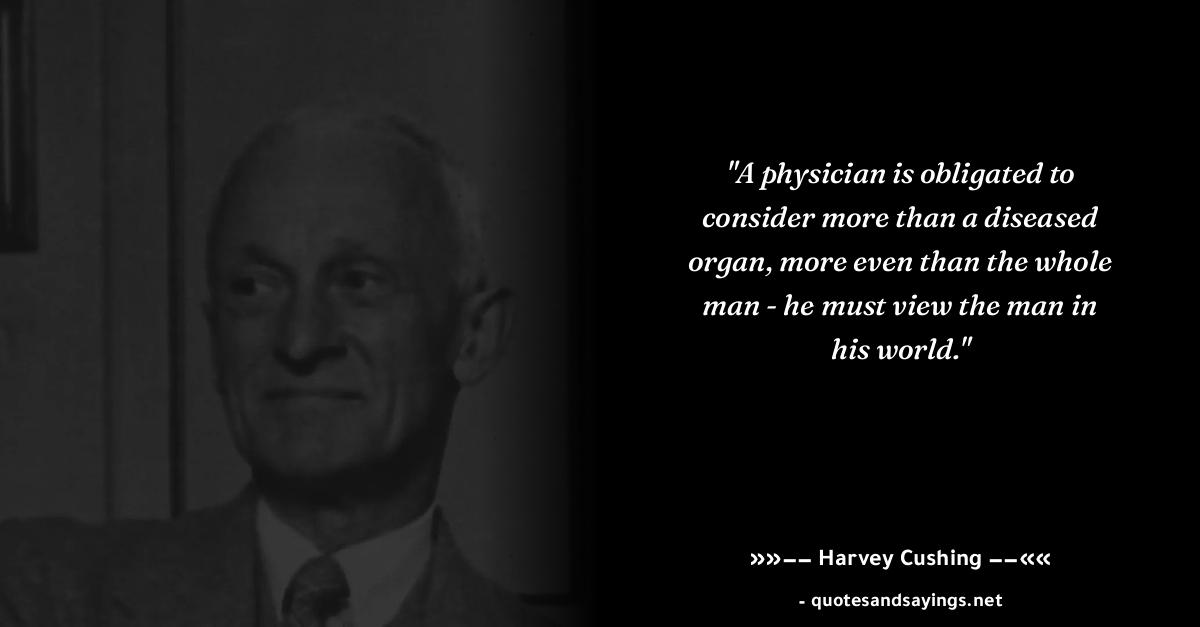 "A physician is obligated to
consider more than a diseased
organ, more even than the whole
man - he must view the man in
his world."
»»–– Harvey Cushing ––««
- quotesandsayings.net